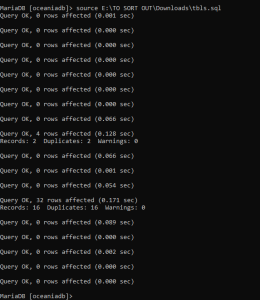 MariaDB [oceaniadb]> source E:\TO SORT OUT\Downloads\tbls.sql
Query OK, 0 rows affected (0.001 sec)
Query OK, 0 rows affected (0.000 sec)
Query OK, 0 rows affected (0.000 sec)
Query OK, 0 rows affected (0.000 sec)
Query OK, 0 rows affected (0.000 sec)
Query OK, 0 rows affected (0.000 sec)
Query OK, 0 rows affected (0.000 sec)
Query OK, 0 rows affected (0.066 sec)
Query OK, 4 rows affected (0.128 sec)
Records: 2 Duplicates: 2 Warnings: 0
Query OK, 0 rows affected (0.066 sec)
Query OK, 0 rows affected (0.001 sec)
Query OK, 0 rows affected (0.054 sec)
Query OK, 32 rows affected (0.171 sec)
Records: 16 Duplicates: 16 Warnings: 0
Query OK, 0 rows affected (0.089 sec)
Query OK, 0 rows affected (0.000 sec)
Query OK, 0 rows affected (0.002 sec)
Query OK, 0 rows affected (0.000 sec)
Query OK, 0 rows affected (0.000 sec)
MariaDB [oceaniadb]>